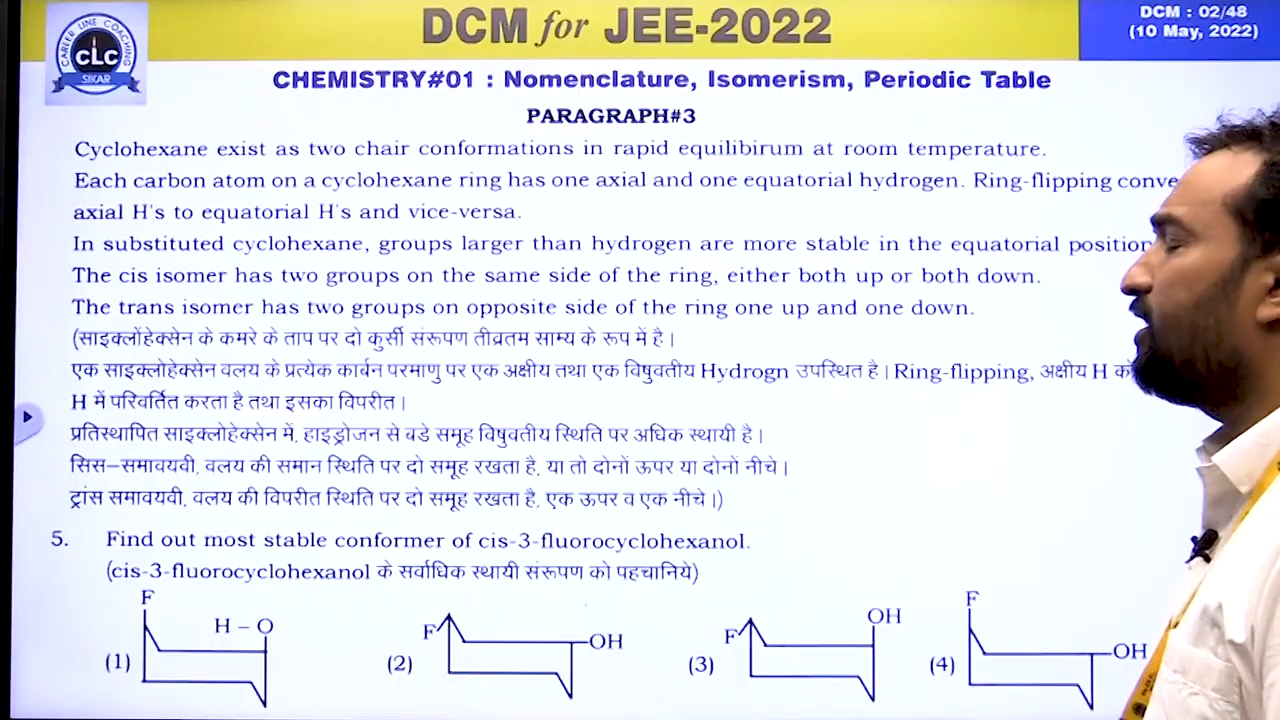 DCM for JEE-2022
DCM : 02/48
(10 May, 2022)
CAREER LINE COACHING
CLC
SIKAR
CHEMISTRY#01 : Nomenclature, Isomerism, Periodic Table
PARAGRAPH#3
Cyclohexane exist as two chair conformations in rapid equilibirum at room temperature.
Each carbon atom on a cyclohexane ring has one axial and one equatorial hydrogen. Ring-flipping conve
axial H's to equatorial H's and vice-versa.
In substituted cyclohexane, groups larger than hydrogen are more stable in the equatorial position
The cis isomer has two groups on the same side of the ring, either both up or both down.
The trans isomer has two groups on opposite side of the ring one up and one down.
(साइक्लोंहेक्सेन के कमरे के ताप पर दो कुर्सी संरूपण तीव्रतम साम्य के रूप में है।
एक साइक्लोहेक्सेन वलय के प्रत्येक कार्बन परमाणु पर एक अक्षीय तथा एक विषुवतीय Hydrogn उपस्थित है। Ring-flipping, अक्षीय H को
H में परिवर्तित करता है तथा इसका विपरीत।
प्रतिस्थापित साइक्लोहेक्सेन में, हाइड्रोजन से बडे समूह विषुवतीय स्थिति पर अधिक स्थायी है।
सिस–समावयवी, वलय की समान स्थिति पर दो समूह रखता है, या तो दोनों ऊपर या दोनों नीचे।
ट्रांस समावयवी, वलय की विपरीत स्थिति पर दो समूह रखता है, एक ऊपर व एक नीचे।)
5. Find out most stable conformer of cis-3-fluorocyclohexanol.
(cis-3-fluorocyclohexanol के सर्वाधिक स्थायी संरूपण को पहचानिये)
(1) F H – O
(2) F OH
(3) F OH
(4) F OH